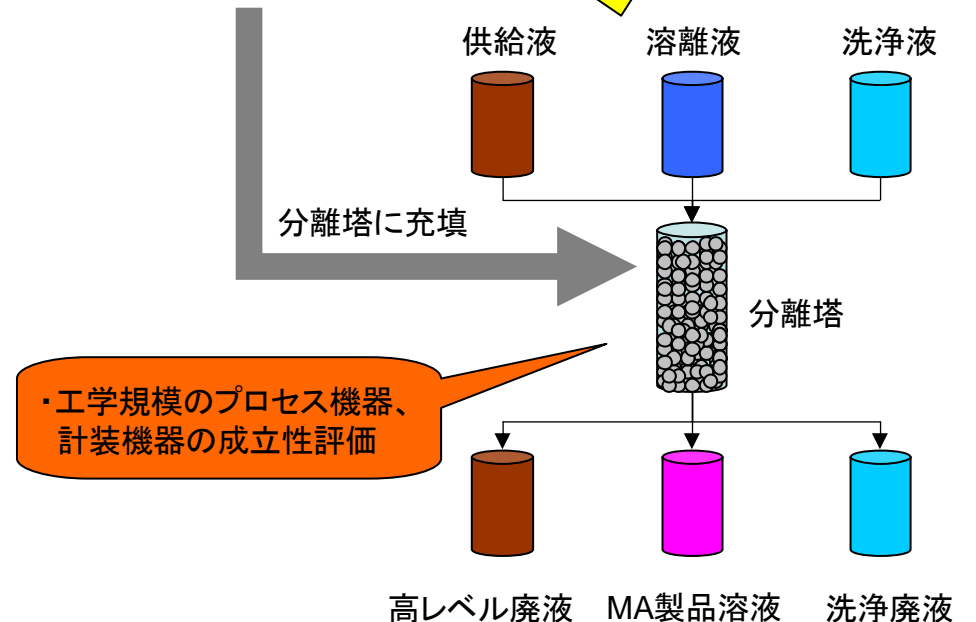 供給液 溶離液 洗浄液
分離塔に充填
分離塔
・工学規模のプロセス機器、
計装機器の成立性評価
高レベル廃液 MA製品溶液 洗浄廃液